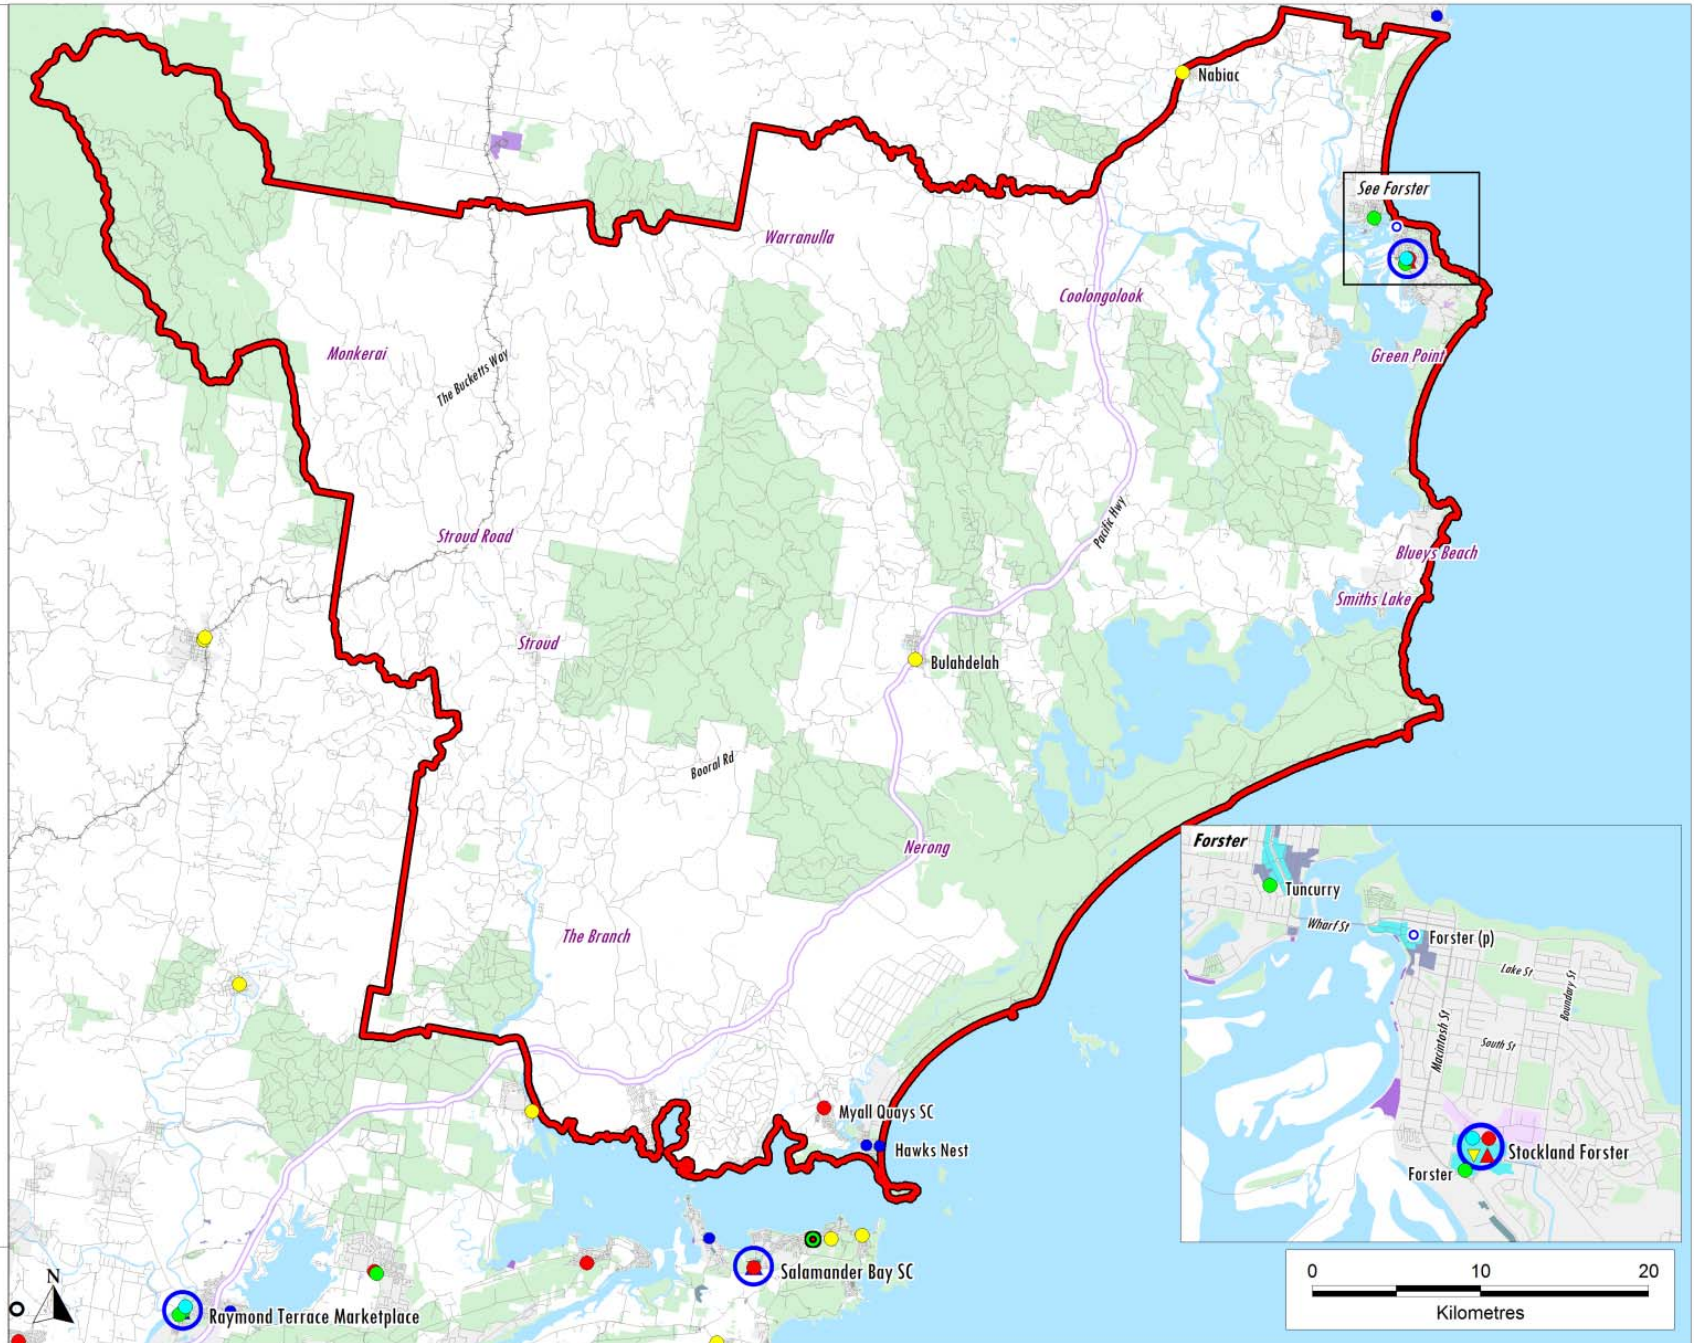 Nabiac
See Forster
Warranulla
Coolongolook
Monkerai
Green Point
The Bucketts Way
Pacific Hwy
Stroud Road
Blueys Beach
Smiths Lake
Stroud
Bulahdelah
Booral Rd
Nerong
The Branch
Myall Quays SC
Hawks Nest
Salamander Bay SC
Raymond Terrace Marketplace
N
Forster
Tuncurry
Wharf St
Forster (p)
Lake St
Boundary St
Macintosh St
South St
Stockland Forster
Forster
0 10 20
Kilometres